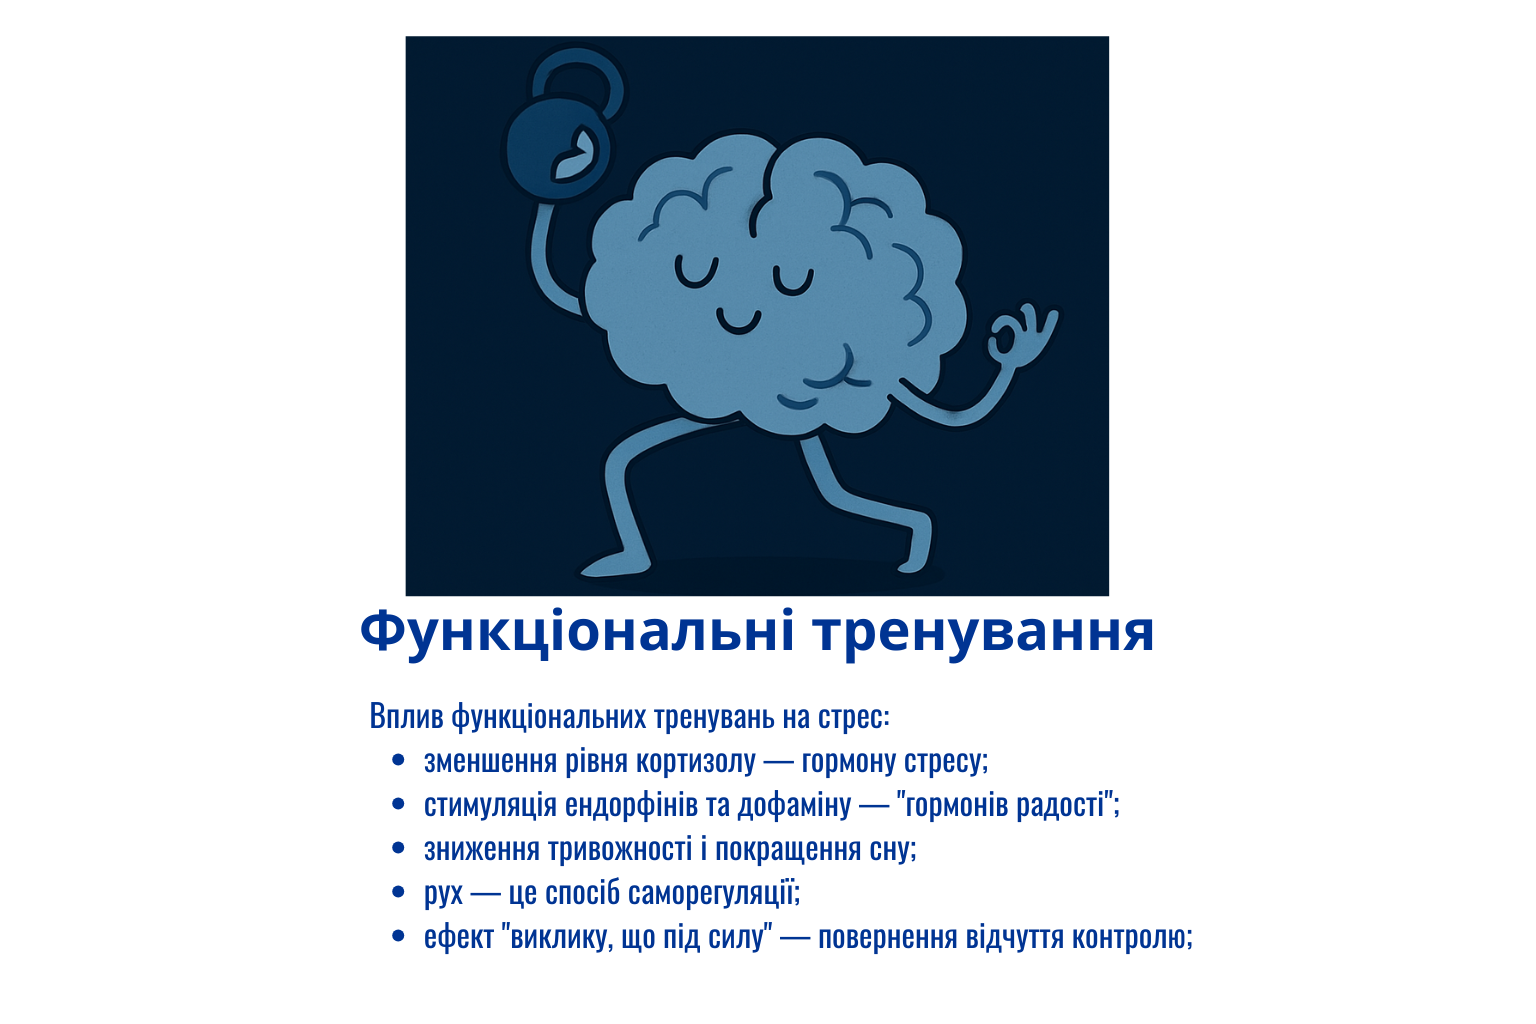 Функціональні тренування
Вплив функціональних тренувань на стрес:
• зменшення рівня кортизолу — гормону стресу;
• стимуляція ендорфінів та дофаміну — "гормонів радості";
• зниження тривожності і покращення сну;
• рух — це спосіб саморегуляції;
• ефект "виклику, що під силу" — повернення відчуття контролю;